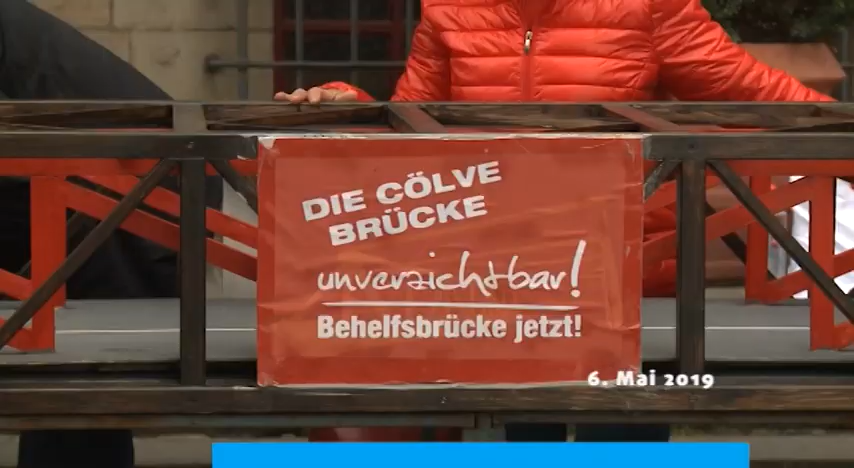 DIE CÖLVE
BRÜCKE
unverzichtbar!
Behelfsbrücke jetzt!
6. Mai 2019